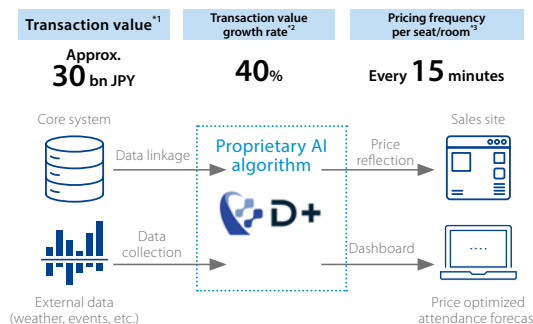 Transaction value*1
Transaction value
growth rate*2
Pricing frequency
per seat/room*3
Approx.
30 bn JPY
40%
Every 15 minutes
Core system
Sales site
Data linkage
Proprietary AI
algorithm
Price
reflection
D+
Data
collection
Dashboard
External data
(weather, events, etc.)
Price optimized
attendance forecas